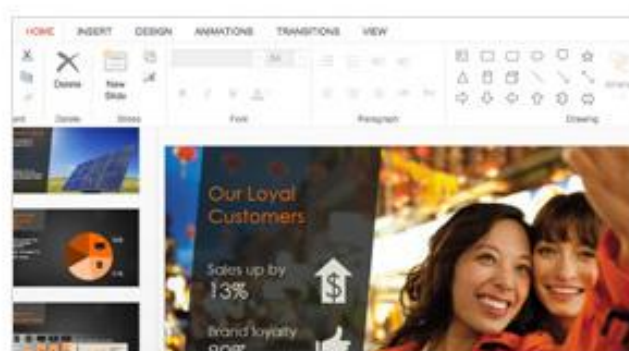 HOME INSERT DESIGN ANIMATIONS TRANSITIONS VIEW
Delete
New
Slide
Delete Slides Font Paragraph Drawing
Our Loyal
Customers
Sales up by
13%
$
Brand loyalty